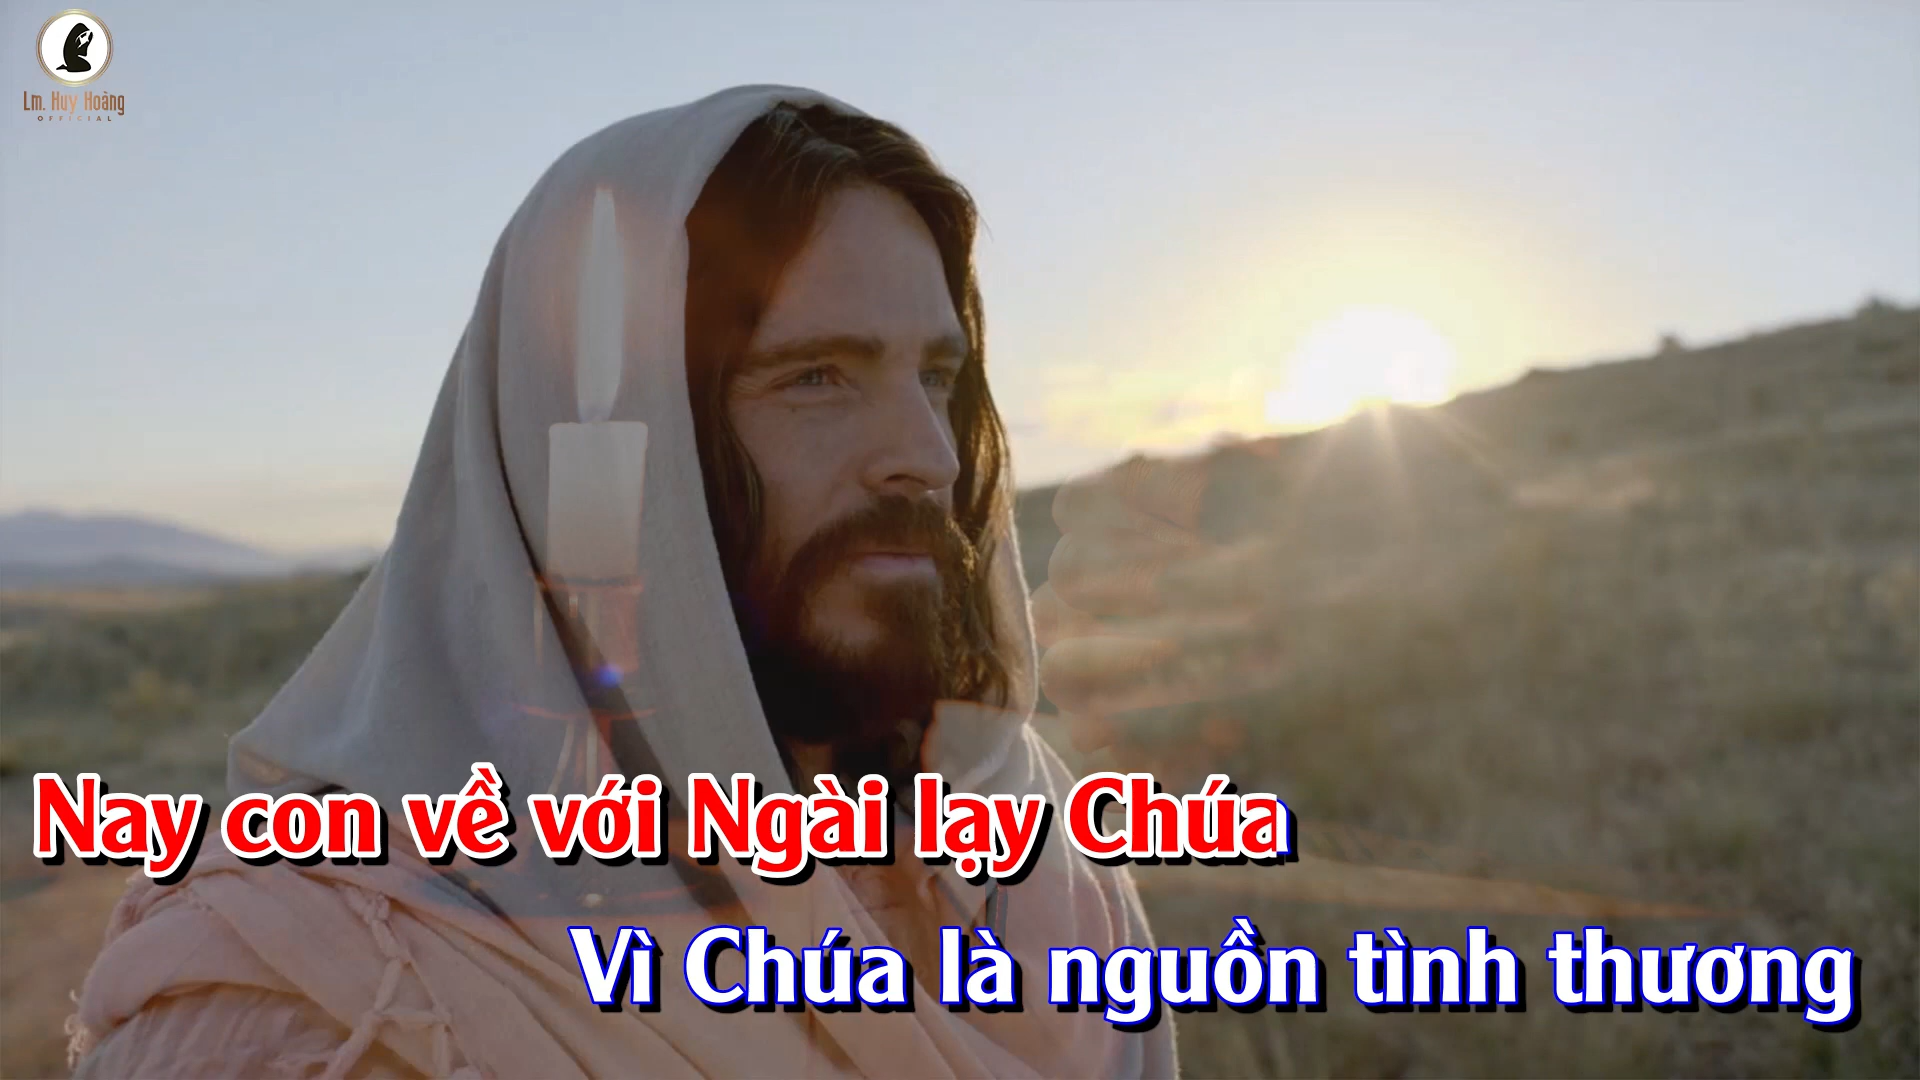 Lm. Huy Hoàng
OFFICIAL
Nay con về với Ngài lạy Chúa
Vì Chúa là nguồn tình thương